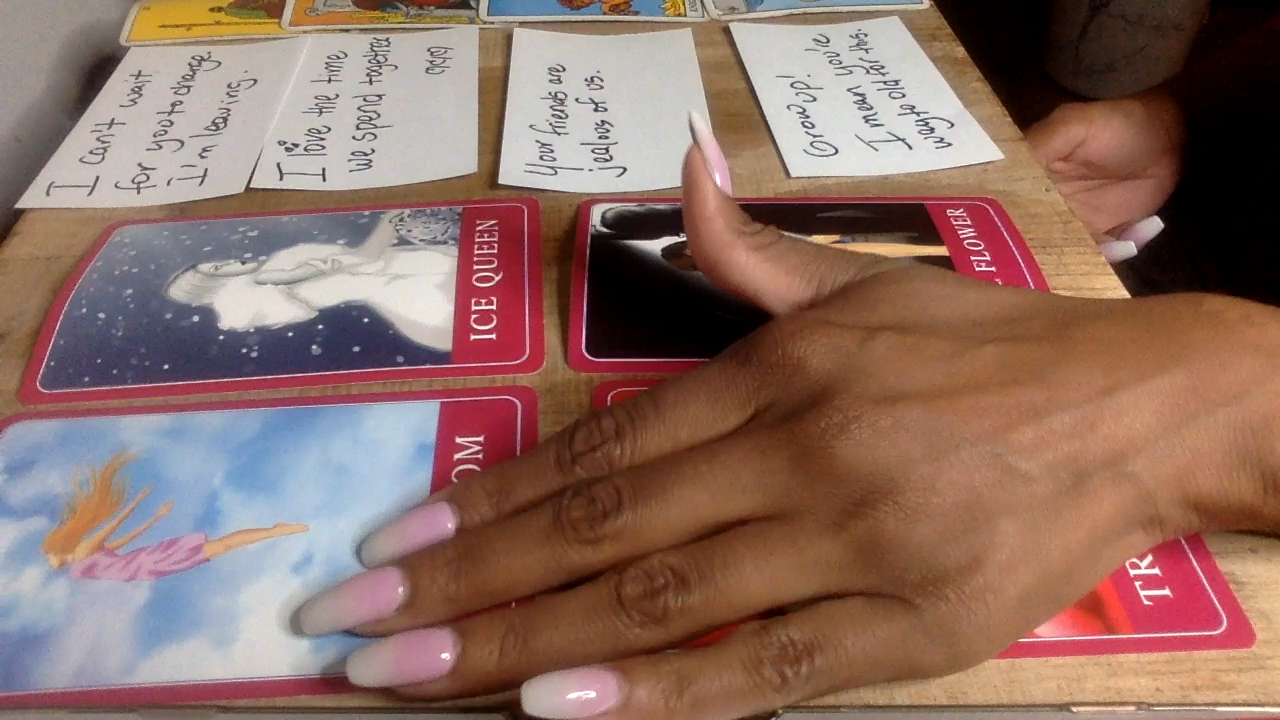 I can't wait
for you to change.
I'm leaving.
I love the time
we spend together
Your friends are
jealous of us.
Grow up!
I mean you're
way to old for this.
ICE QUEEN
FLOWER
OM
TR